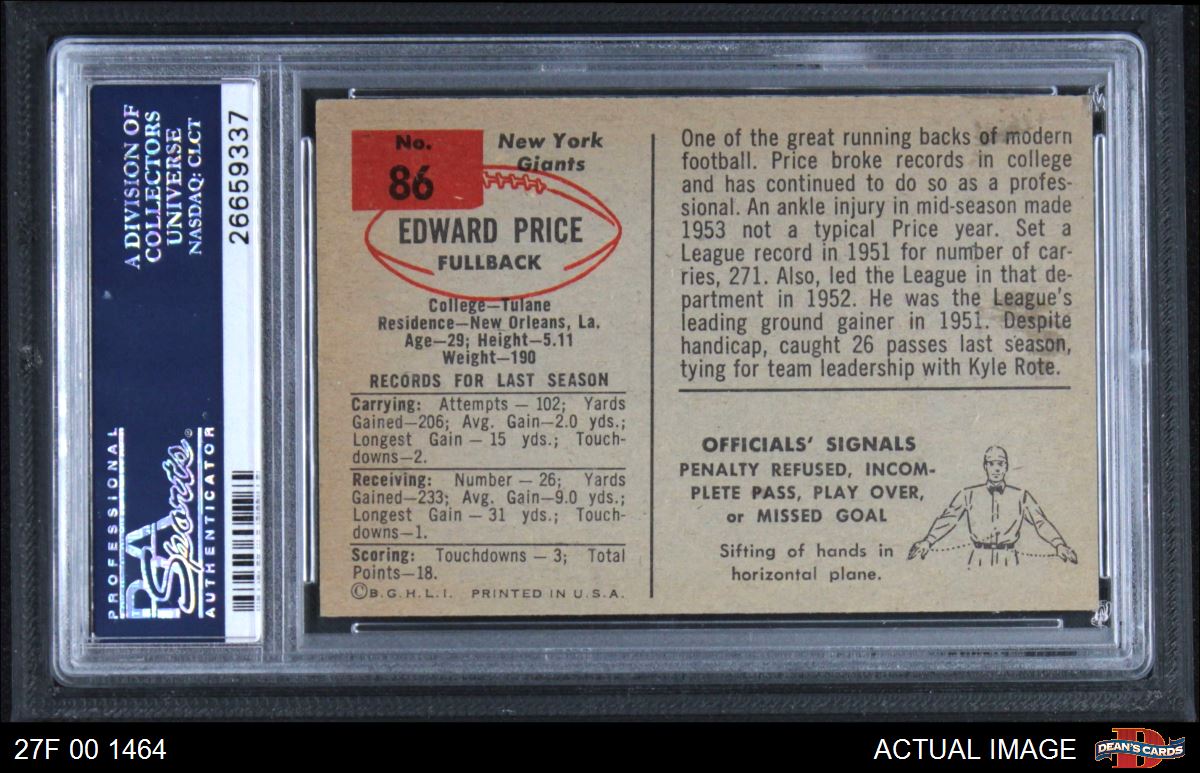 A DIVISION OF
COLLECTORS
UNIVERSE
NASDAQ: CLCT
26659337
PROFESSIONAL
PSA
Sports
®
AUTHENTICATOR
No.
86
New York
Giants
EDWARD PRICE
FULLBACK
College—Tulane
Residence—New Orleans, La.
Age—29; Height—5.11
Weight—190
RECORDS FOR LAST SEASON
Carrying: Attempts — 102; Yards
Gained—206; Avg. Gain—2.0 yds.;
Longest Gain — 15 yds.; Touch-
downs—2.
Receiving: Number — 26; Yards
Gained—233; Avg. Gain—9.0 yds.;
Longest Gain — 31 yds.; Touch-
downs—1.
Scoring: Touchdowns — 3; Total
Points—18.
©B.G.H.L.I. PRINTED IN U.S.A.
One of the great running backs of modern
football. Price broke records in college
and has continued to do so as a profes-
sional. An ankle injury in mid-season made
1953 not a typical Price year. Set a
League record in 1951 for number of car-
ries, 271. Also, led the League in that de-
partment in 1952. He was the League's
leading ground gainer in 1951. Despite
handicap, caught 26 passes last season,
tying for team leadership with Kyle Rote.
OFFICIALS' SIGNALS
PENALTY REFUSED, INCOM-
PLETE PASS, PLAY OVER,
or MISSED GOAL
Sifting of hands in
horizontal plane.
27F 00 1464
ACTUAL IMAGE
DEAN'S CARDS